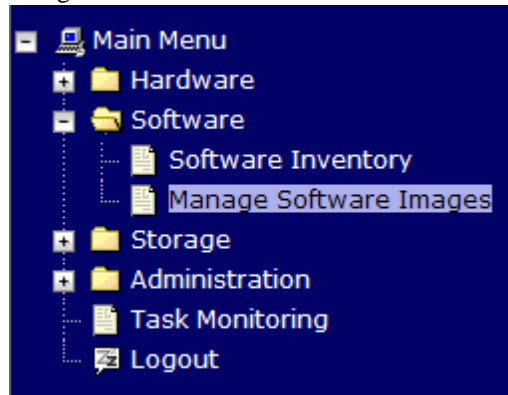 Main Menu
Hardware
Software
Software Inventory
Manage Software Images
Storage
Administration
Task Monitoring
Logout